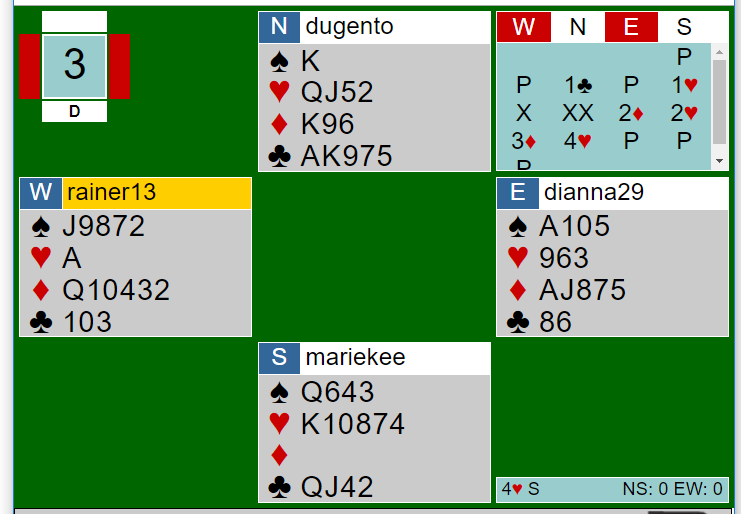 3
D
N dugento
♠ K
♥ QJ52
♦ K96
♣ AK975
W N E S
P
P 1♣ P 1♥
X XX 2♦ 2♥
3♦ 4♥ P P
P
W rainer13
♠ J9872
♥ A
♦ Q10432
♣ 103
E dianna29
♠ A105
♥ 963
♦ AJ875
♣ 86
S mariekee
♠ Q643
♥ K10874
♦
♣ QJ42
4♥ S NS: 0 EW: 0